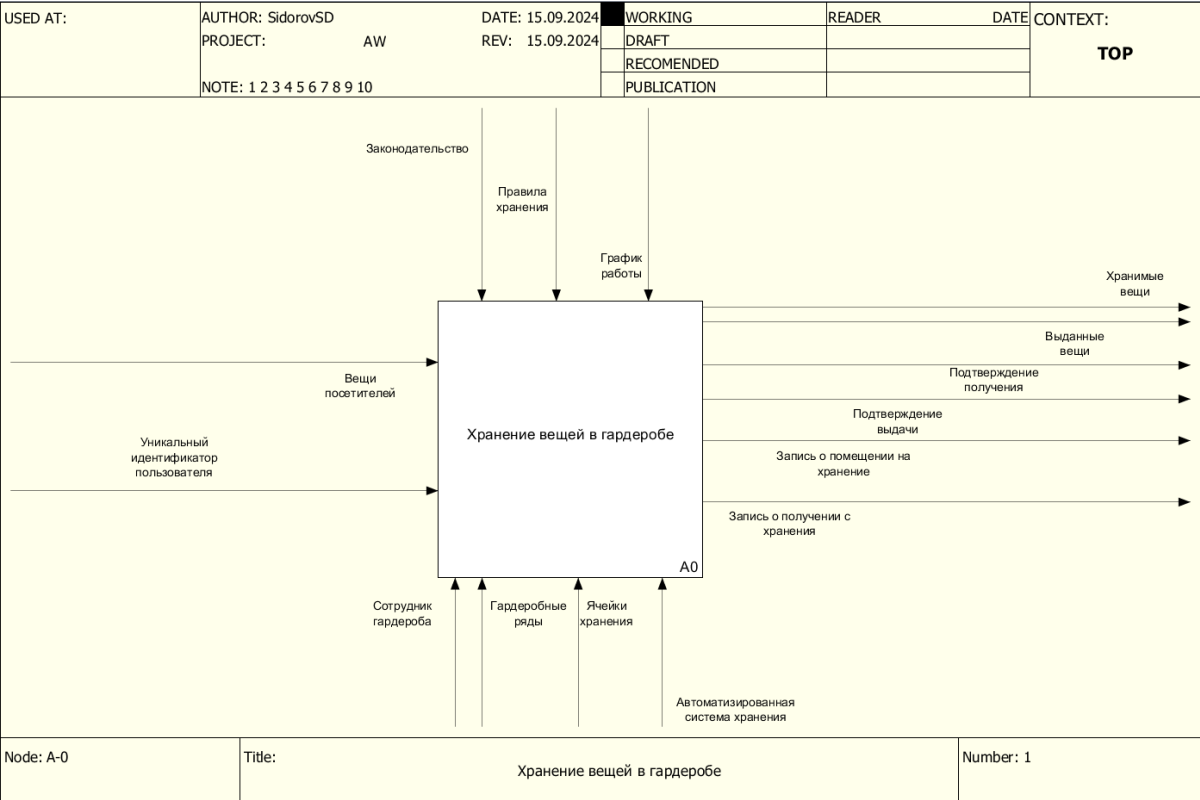 USED AT:
AUTHOR: SidorovSD
DATE: 15.09.2024
PROJECT: AW
REV: 15.09.2024
NOTE: 1 2 3 4 5 6 7 8 9 10
WORKING
DRAFT
RECOMENDED
PUBLICATION
READER
DATE
CONTEXT:
TOP
Законодательство
Правила
хранения
График
работы
Хранимые
вещи
Выданные
вещи
Подтверждение
получения
Подтверждение
выдачи
Запись о помещении на
хранение
Запись о получении с
хранения
Вещи
посетителей
Уникальный
идентификатор
пользователя
Хранение вещей в гардеробе
A0
Сотрудник
гардероба
Гардеробные
ряды
Ячейки
хранения
Автоматизированная
система хранения
Node: A-0
Title:
Хранение вещей в гардеробе
Number: 1